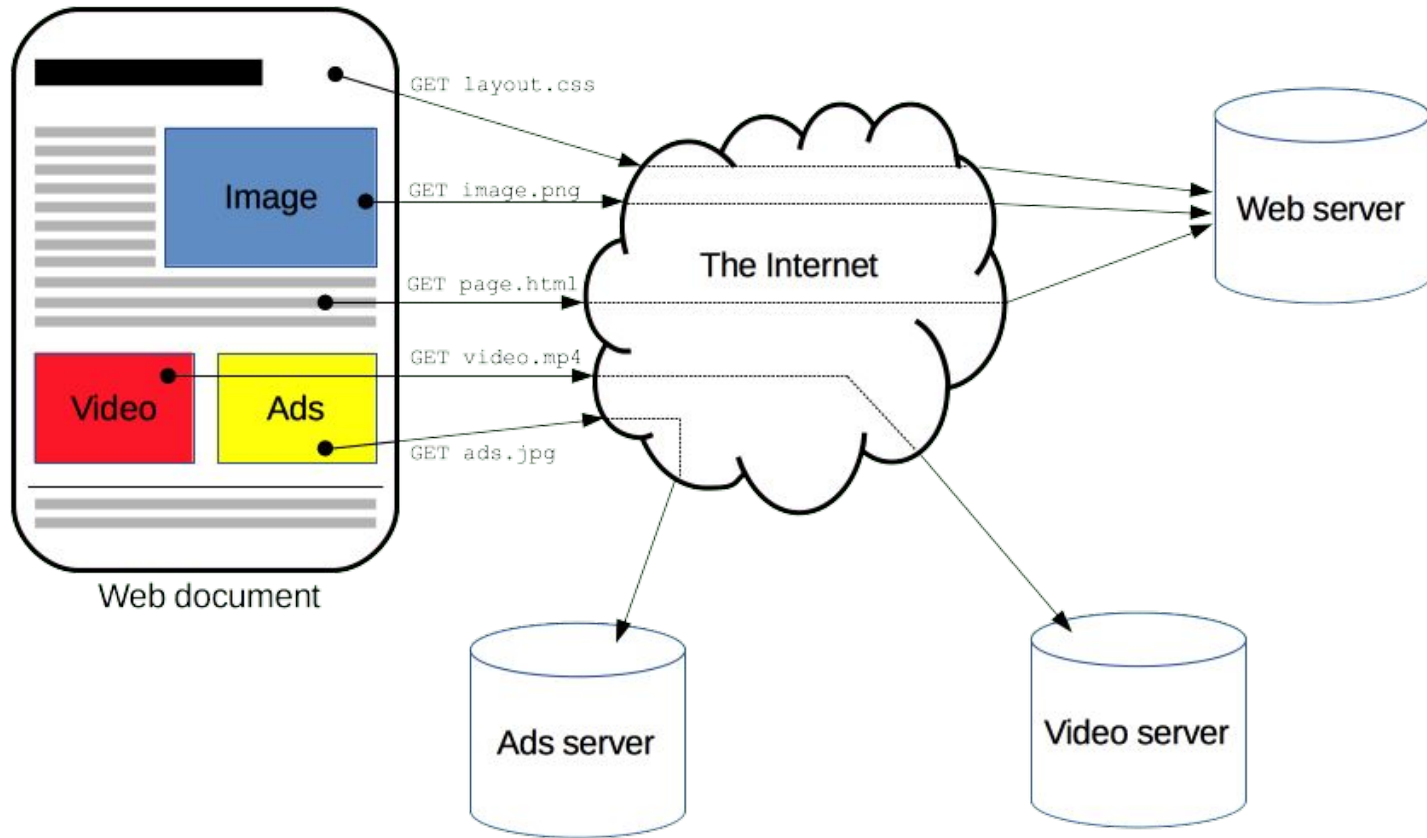 GET layout.css
Image
GET image.png
Web server
The Internet
GET page.html
GET video.mp4
Video
Ads
GET ads.jpg
Web document
Ads server
Video server